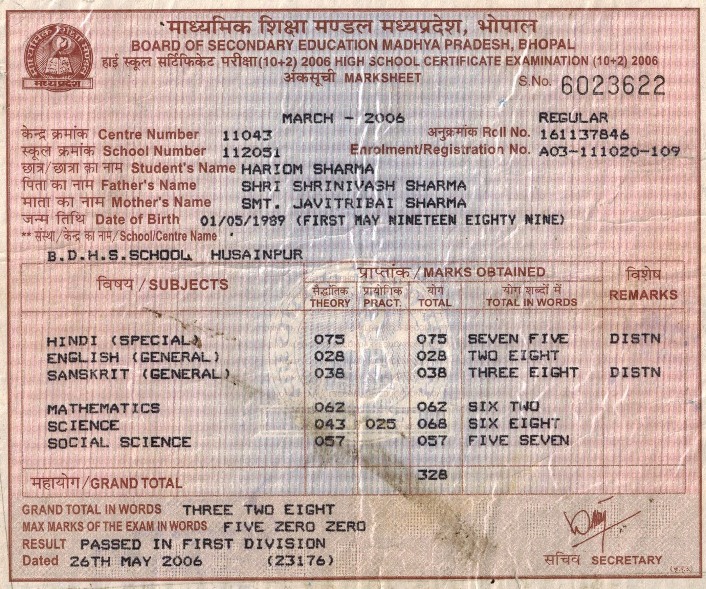 माध्यमिक शिक्षा मण्डल मध्यप्रदेश, भोपाल
BOARD OF SECONDARY EDUCATION MADHYA PRADESH, BHOPAL
हाई स्कूल सर्टिफिकेट परीक्षा(10+2) 2006 HIGH SCHOOL CERTIFICATE EXAMINATION (10+2) 2006
अंकसूची MARKSHEET
S.No. 6023622
मध्यप्रदेश
MARCH - 2006 REGULAR
केन्द्र क्रमांक Centre Number 11043 अनुक्रमांक Roll No. 161137846
स्कूल क्रमांक School Number 112051 Enrolment/Registration No. A03-111020-109
छात्र/छात्रा का नाम Student's Name HARIOM SHARMA
पिता का नाम Father's Name SHRI SHRINIVASH SHARMA
माता का नाम Mother's Name SMT. JAVITRIBAI SHARMA
जन्म तिथि Date of Birth 01/05/1989 (FIRST MAY NINETEEN EIGHTY NINE)
** संस्था/केन्द्र का नाम/School/Centre Name
B.D.H.S.SCHOOL HUSAINPUR
विषय / SUBJECTS प्राप्तांक/MARKS OBTAINED विशेष REMARKS
सैद्धांतिक THEORY प्रायोगिक PRACT. योग TOTAL योग शब्दों में TOTAL IN WORDS
HINDI (SPECIAL) 075 075 SEVEN FIVE DISTN
ENGLISH (GENERAL) 028 028 TWO EIGHT
SANSKRIT (GENERAL) 038 038 THREE EIGHT DISTN
MATHEMATICS 062 062 SIX TWO
SCIENCE 043 025 068 SIX EIGHT
SOCIAL SCIENCE 057 057 FIVE SEVEN
महायोग/GRAND TOTAL 328
GRAND TOTAL IN WORDS THREE TWO EIGHT
MAX MARKS OF THE EXAM IN WORDS FIVE ZERO ZERO
RESULT PASSED IN FIRST DIVISION
Dated 26TH MAY 2006 (23176)
सचिव SECRETARY